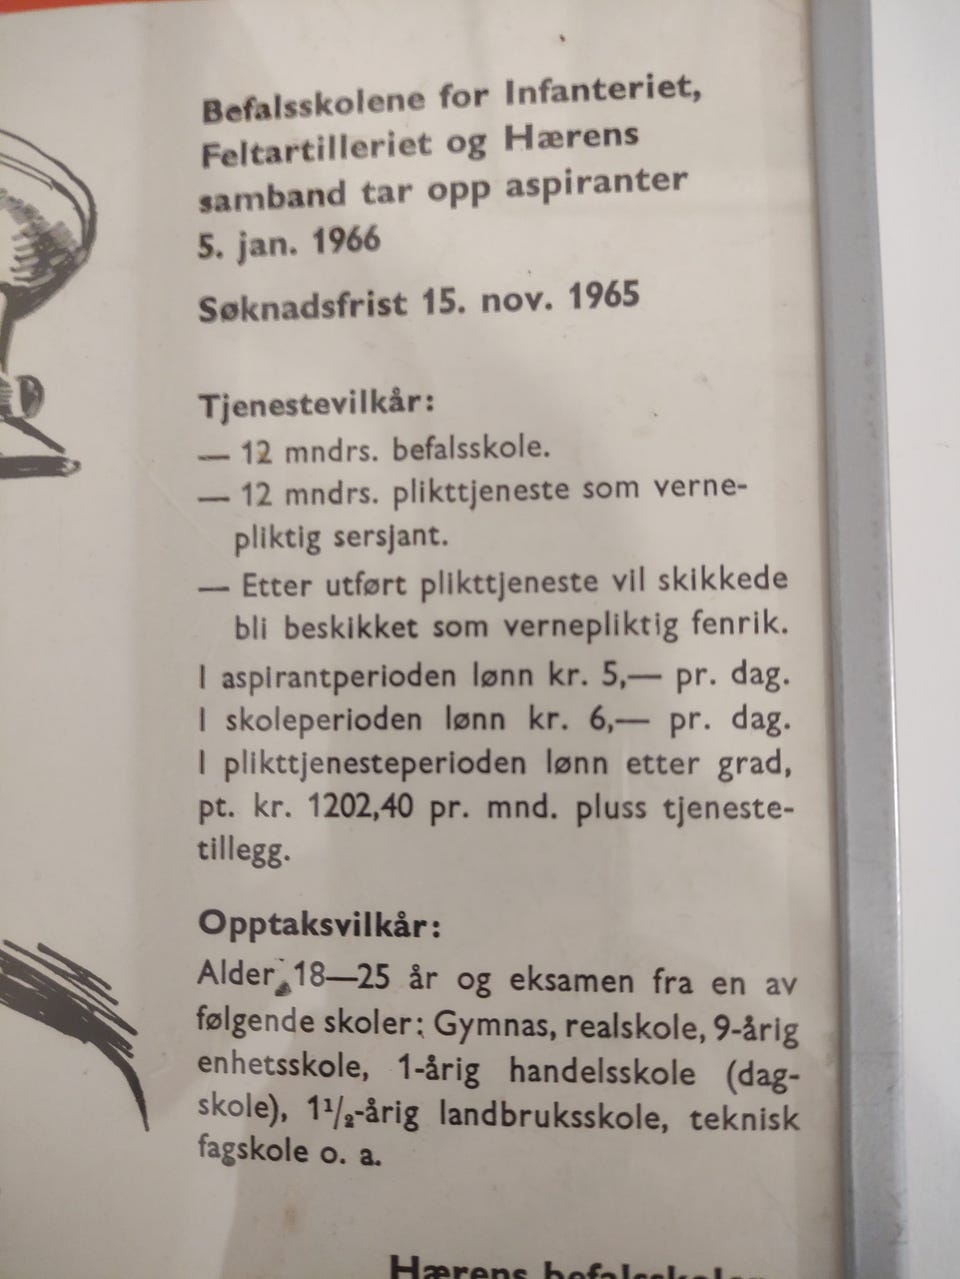 Befalsskolene for Infanteriet,
Feltartilleriet og Hærens
samband tar opp aspiranter
5. jan. 1966
Søknadsfrist 15. nov. 1965
Tjenestevilkår:
— 12 mndrs. befalsskole.
— 12 mndrs. plikttjeneste som verne-
pliktig sersjant.
— Etter utført plikttjeneste vil skikkede
bli beskikket som vernepliktig fenrik.
I aspirantperioden lønn kr. 5,— pr. dag.
I skoleperioden lønn kr. 6,— pr. dag.
I plikttjenesteperioden lønn etter grad,
pt. kr. 1202,40 pr. mnd. pluss tjeneste-
tillegg.
Opptaksvilkår:
Alder 18—25 år og eksamen fra en av
følgende skoler: Gymnas, realskole, 9-årig
enhetsskole, 1-årig handelsskole (dag-
skole), 1½-årig landbruksskole, teknisk
fagskole o. a.
Hærens befalsskoler